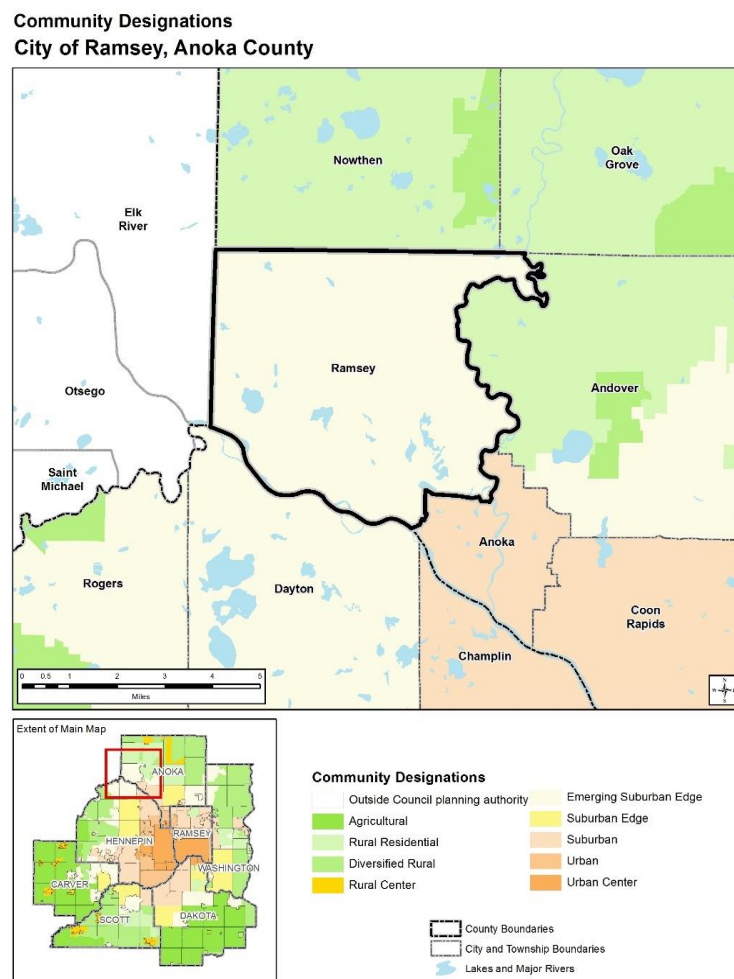 Community Designations
City of Ramsey, Anoka County
Nowthen
Oak
Grove
Elk
River
Ramsey
Otsego
Andover
Saint
Michael
Anoka
Rogers
Dayton
Coon
Rapids
Champlin
0 0.5 1 2 3 4 5
Miles
N
W E
S
Extent of Main Map
ANOKA
HENNEPIN
RAMSEY
WASHINGTON
CARVER
SCOTT
DAKOTA
Community Designations
Outside Council planning authority
Agricultural
Rural Residential
Diversified Rural
Rural Center
Emerging Suburban Edge
Suburban Edge
Suburban
Urban
Urban Center
County Boundaries
City and Township Boundaries
Lakes and Major Rivers